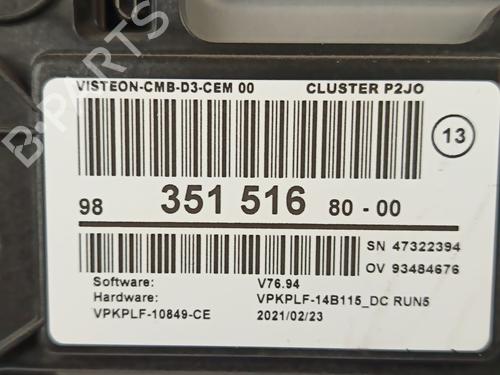 VISTEON-CMB-D3-CEM 00 CLUSTER P2JO
13
98 351 516 80-00
SN 47322394
OV 93484676
Software: V76.94
Hardware: VPKPLF-14B115_DC RUN5
VPKPLF-10849-CE 2021/02/23
B-PARTS